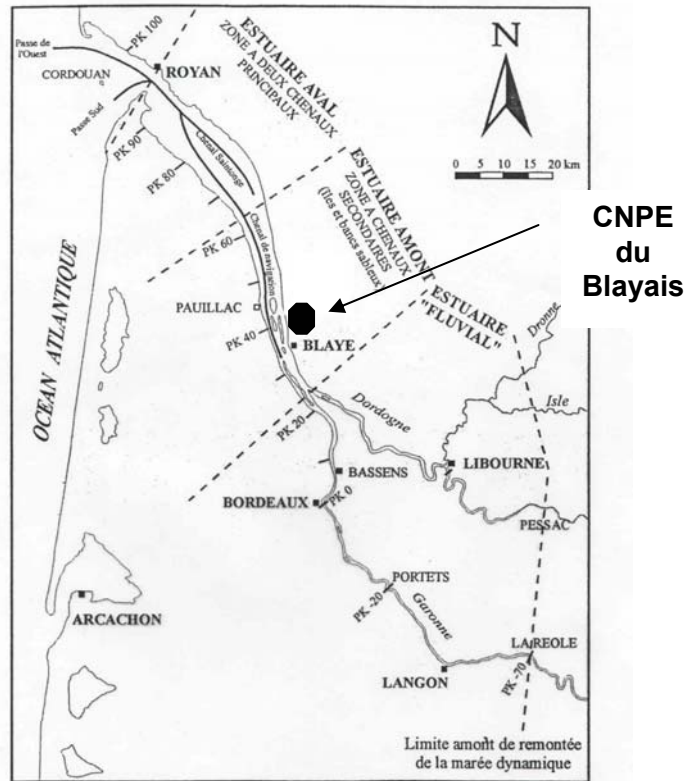 Passe de
l'Ouest
PK 100
CORDOUAN
ROYAN
Passe Sud
PK 90
PK 80
Chenal Saintonge
ESTUAIRE AVAL
ZONE A DEUX CHENAUX
PRINCIPAUX
N
0 5 10 20 km
ESTUAIRE AMONT
ZONE A CHENAUX
SECONDAIRES
(îles et bancs sableux)
CNPE
du
Blayais
PK 60
Chenal de navigation
OCEAN ATLANTIQUE
PAUILLAC
PK 40
BLAYE
ESTUAIRE
"FLUVIAL"
Dronne
Isle
Dordogne
PK 20
LIBOURNE
BASSENS
BORDEAUX
PK 0
PESSAC
PORTETS
PK -20
Garonne
ARCACHON
LA REOLE
LANGON
PK -70
Limite amont de remontée
de la marée dynamique